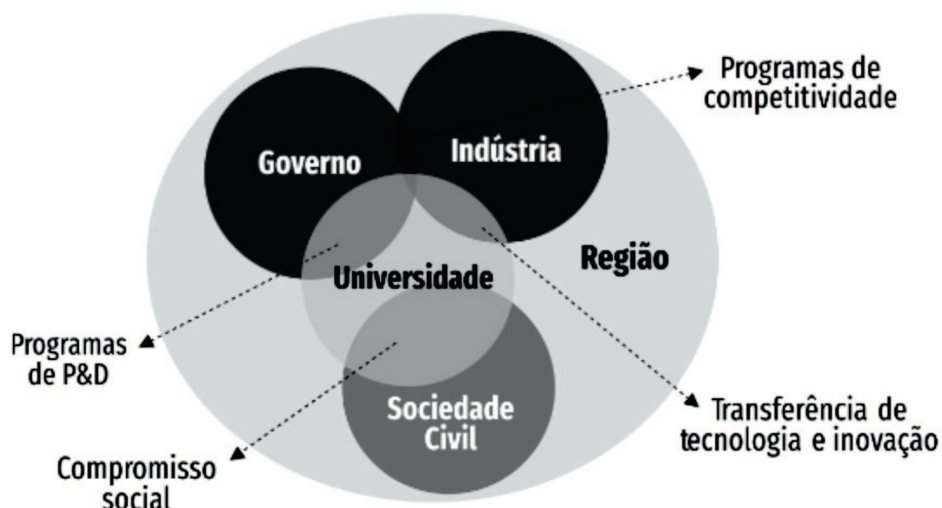 Programas de
competitividade
Governo
Indústria
Região
Universidade
Programas
de P&D
Sociedade
Civil
Transferência de
tecnologia e inovação
Compromisso
social